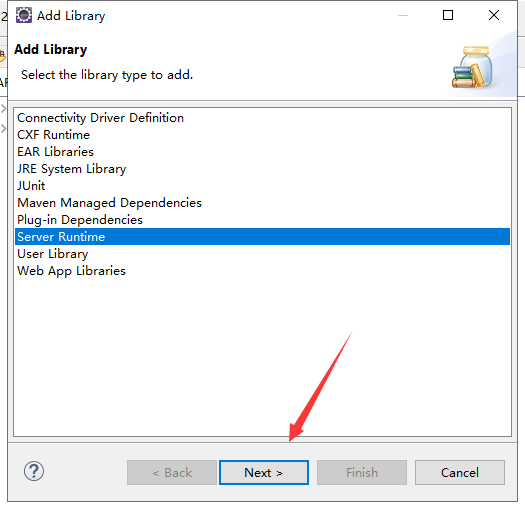 Add Library
Add Library
Select the library type to add.
Connectivity Driver Definition
CXF Runtime
EAR Libraries
JRE System Library
JUnit
Maven Managed Dependencies
Plug-in Dependencies
Server Runtime
User Library
Web App Libraries
?
< Back
Next >
Finish
Cancel